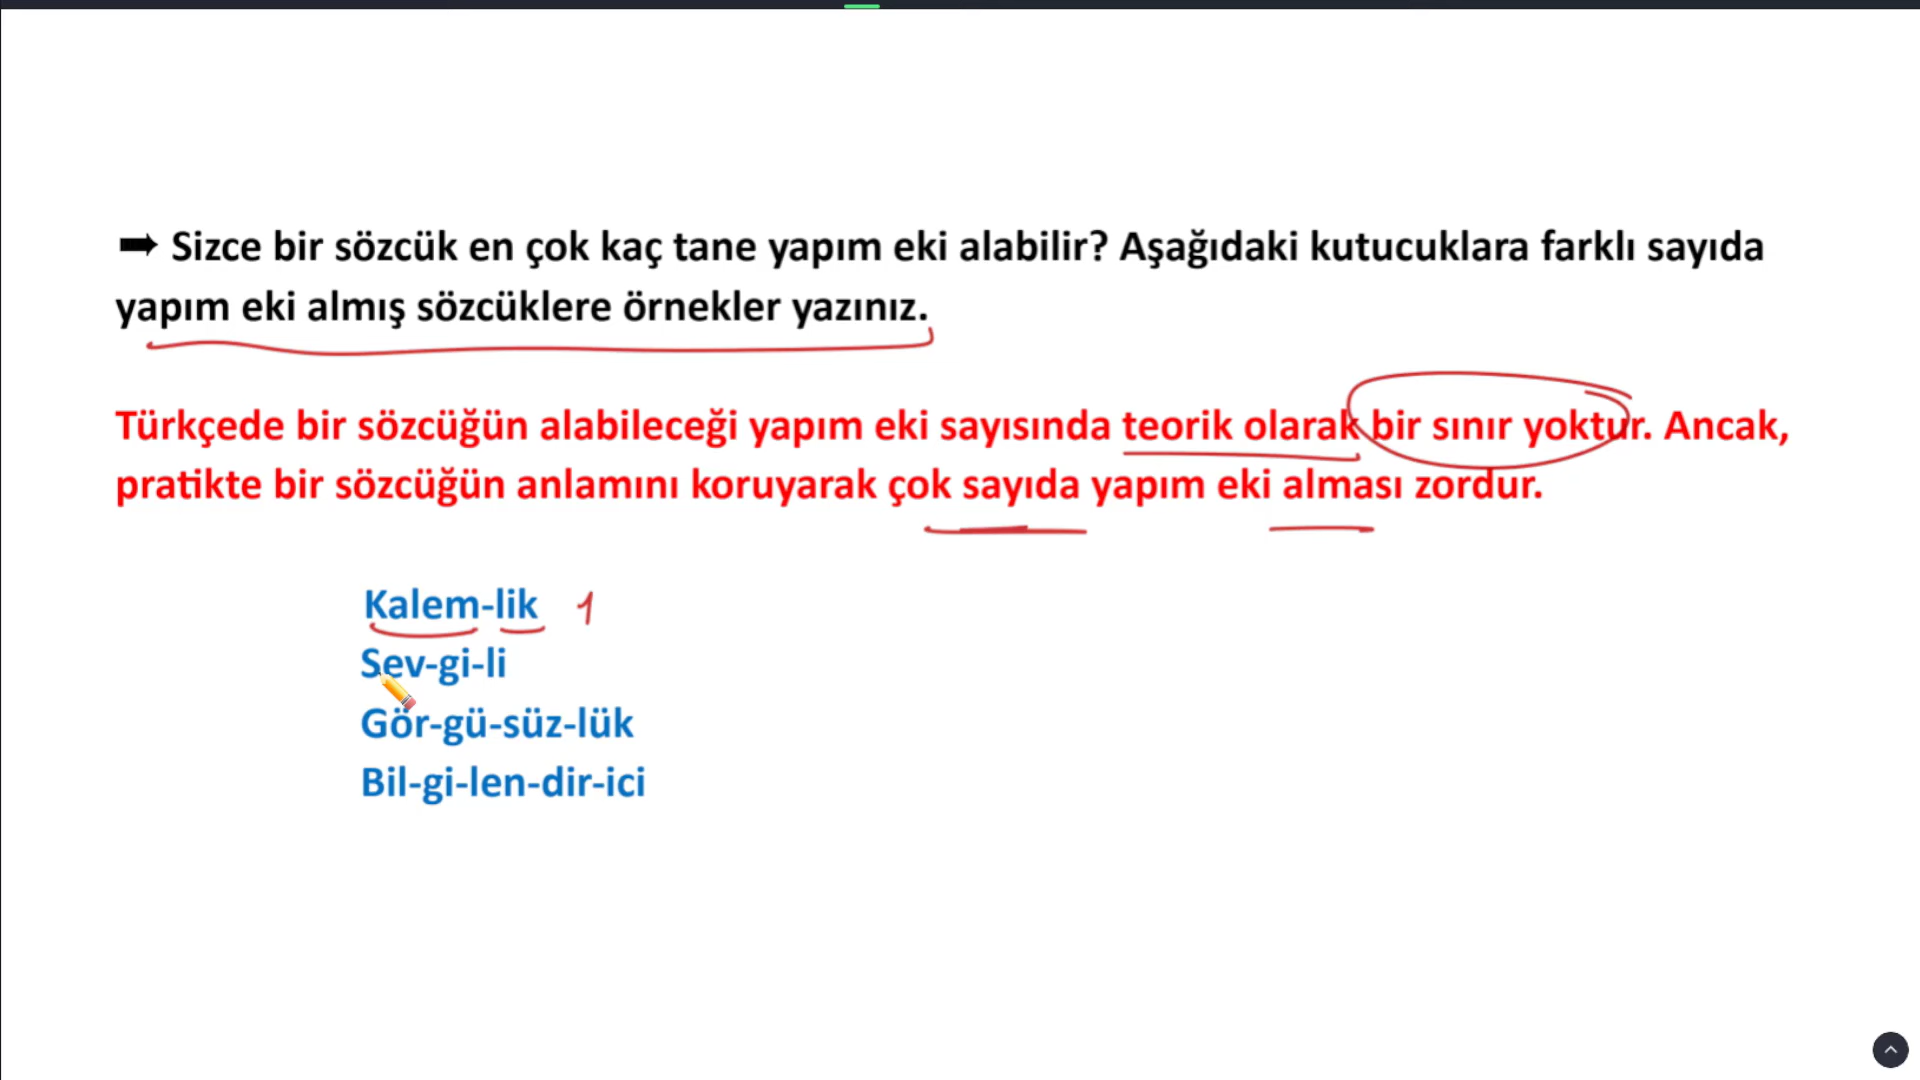 ➡ Sizce bir sözcük en çok kaç tane yapım eki alabilir? Aşağıdaki kutucuklara farklı sayıda
yapım eki almış sözcüklere örnekler yazınız.
Türkçede bir sözcüğün alabileceği yapım eki sayısında teorik olarak bir sınır yoktur. Ancak,
pratikte bir sözcüğün anlamını koruyarak çok sayıda yapım eki alması zordur.
Kalem-lik 1
Sev-gi-li
Gör-gü-süz-lük
Bil-gi-len-dir-ici